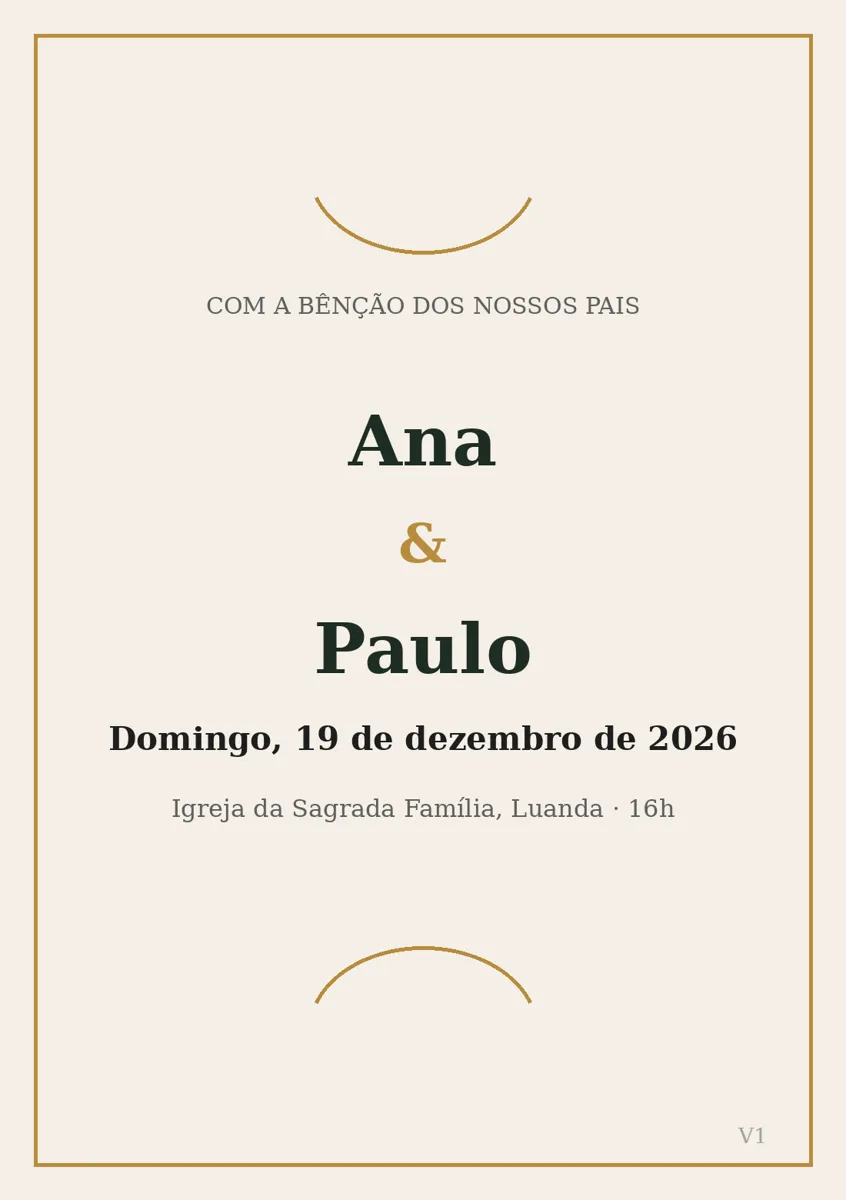 COM A BÊNÇÃO DOS NOSSOS PAIS
Ana
&
Paulo
Domingo, 19 de dezembro de 2026
Igreja da Sagrada Família, Luanda · 16h
V1